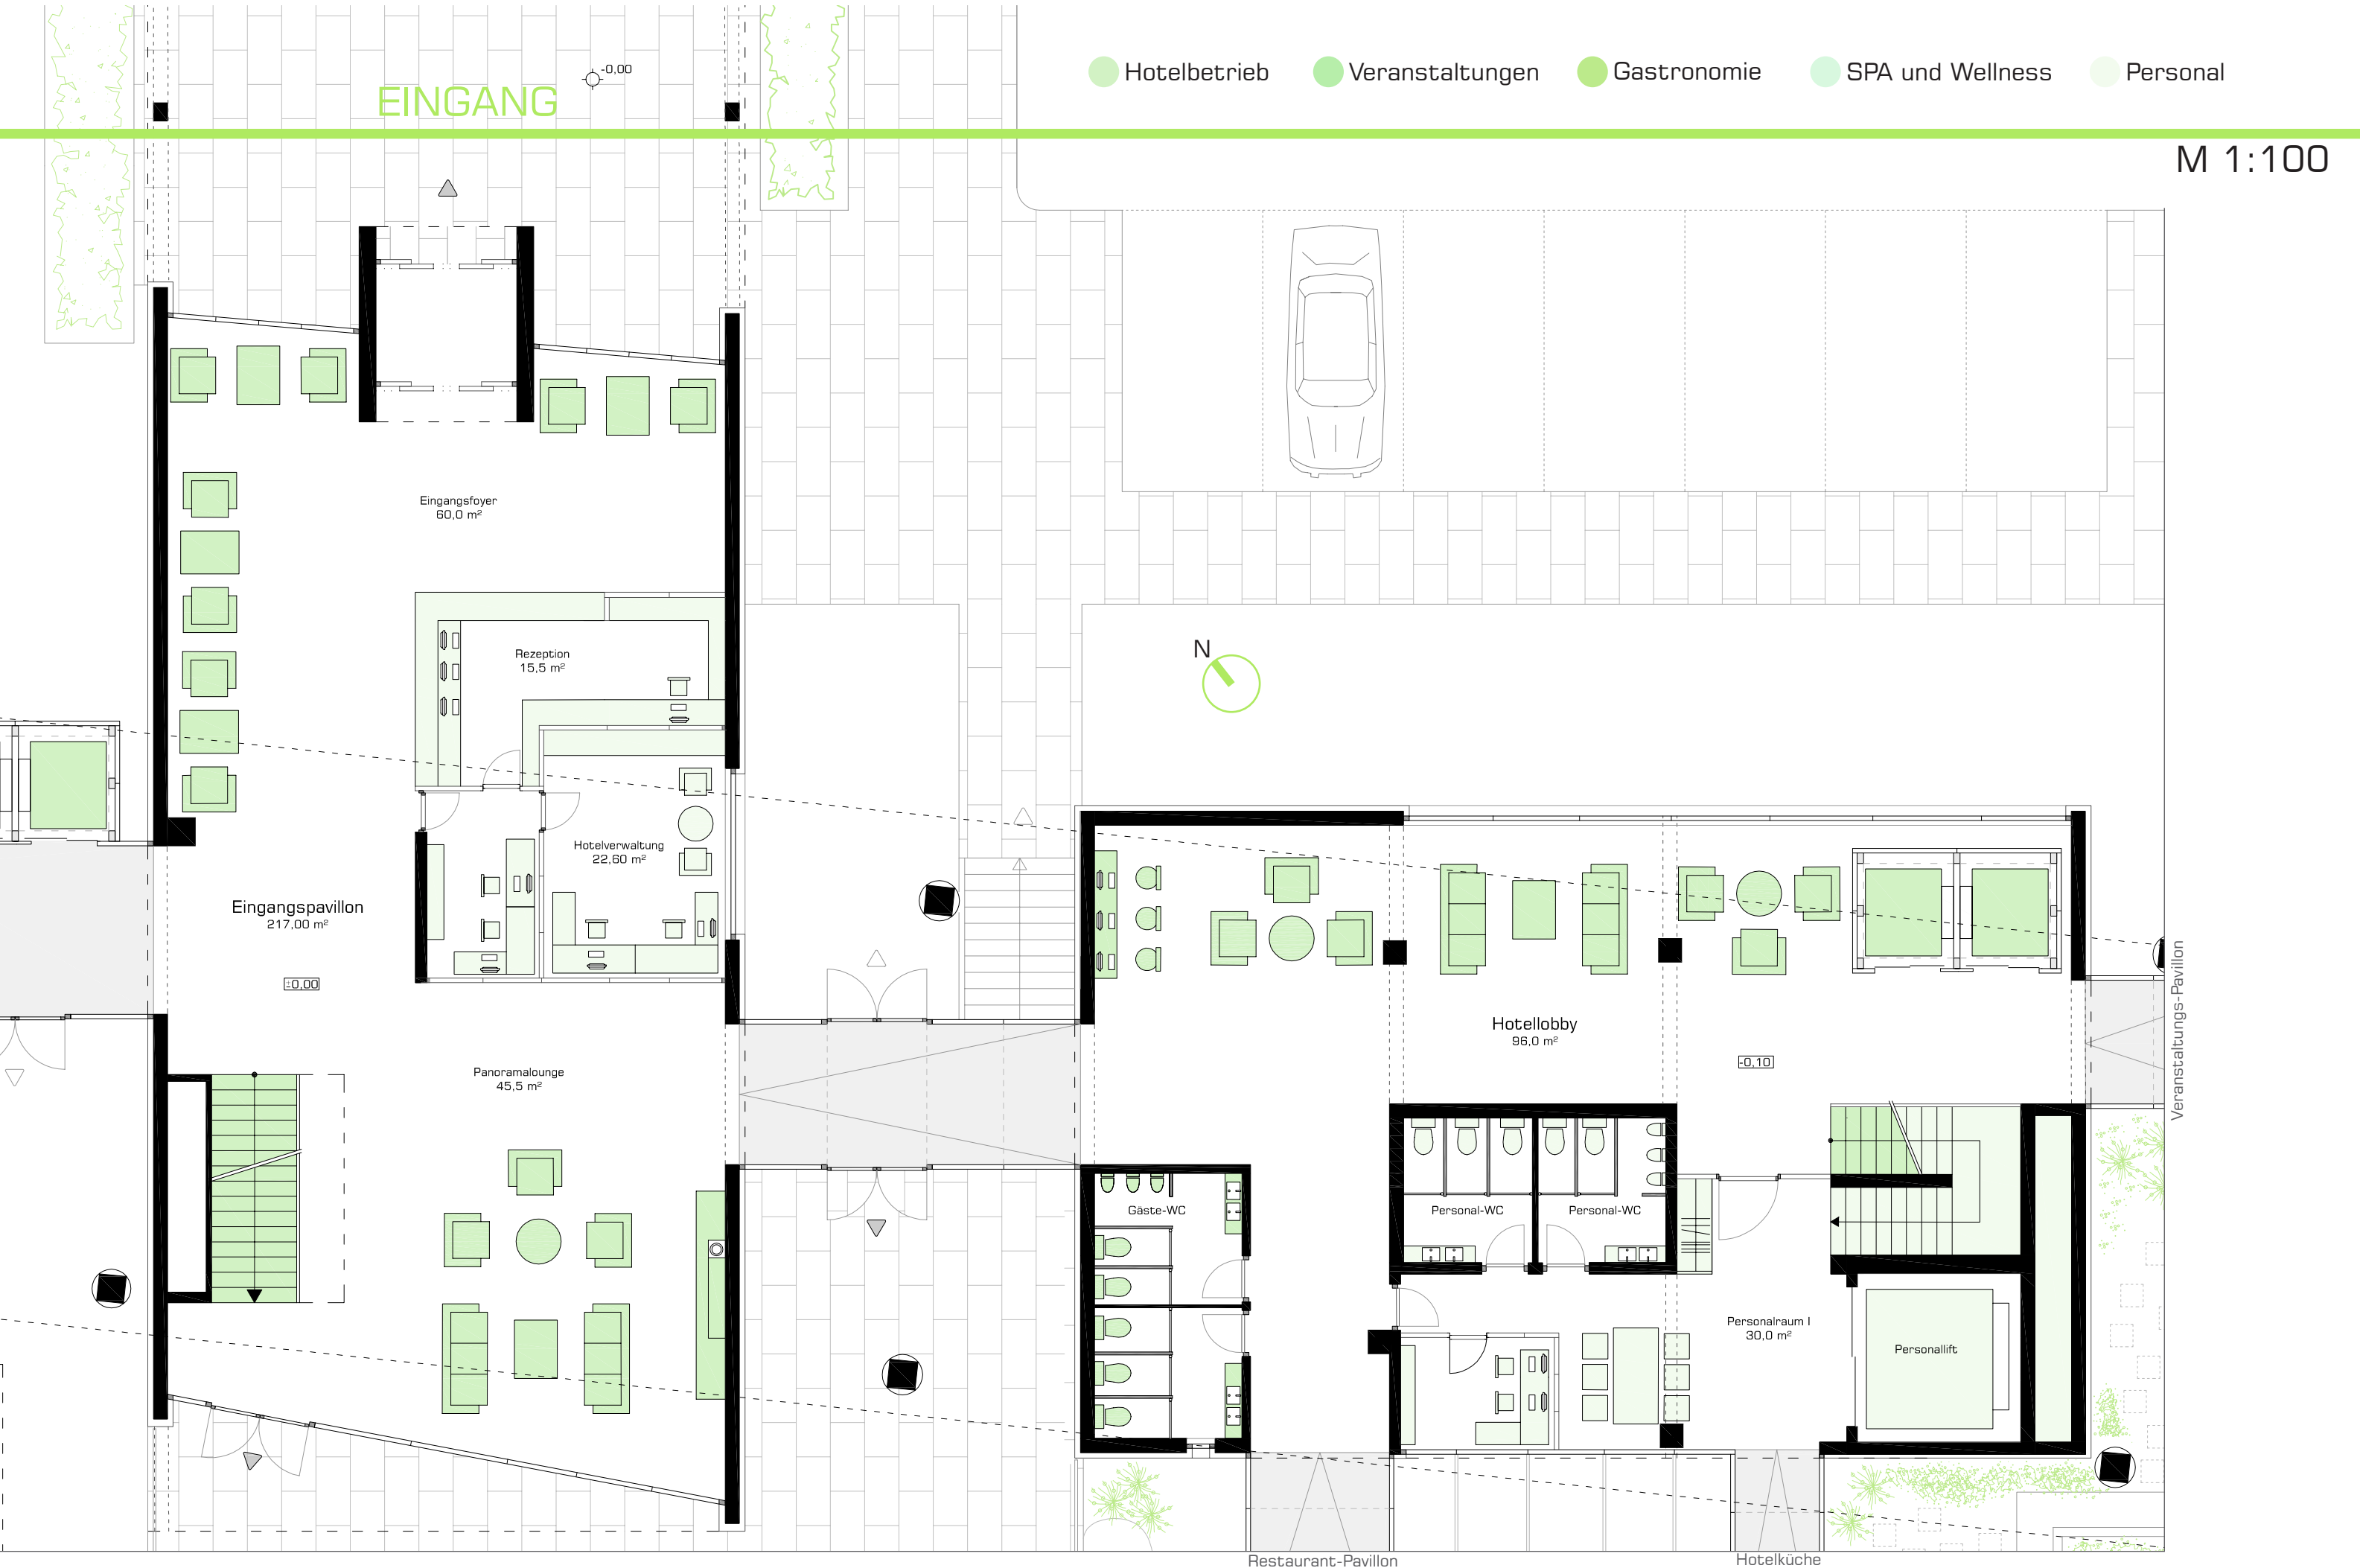 Hotelbetrieb
Veranstaltungen
Gastronomie
SPA und Wellness
Personal
-0,00
EINGANG
M 1:100
Eingangsfoyer
60,0 m²
Rezeption
15,5 m²
N
Hotelverwaltung
22,60 m²
Eingangspavillon
217,00 m²
±0,00
Panoramalounge
45,5 m²
Hotellobby
96,0 m²
-0,10
Veranstaltungs-Pavillon
Gäste-WC
Personal-WC
Personal-WC
Personalraum I
30,0 m²
Personallift
Restaurant-Pavillon
Hotelküche